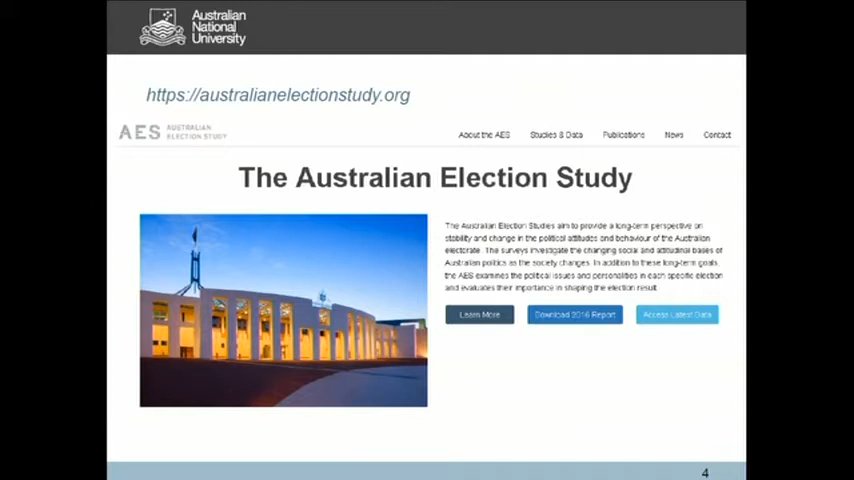 Australian
National
University
https://australianelectionstudy.org
AES AUSTRALIAN
ELECTION STUDY
About the AES Studies & Data Publications News Contact
The Australian Election Study
The Australian Election Studies aim to provide a long-term perspective on
stability and change in the political attitudes and behaviour of the Australian
electorate. The surveys investigate the changing social and attitudinal bases of
Australian politics as the society changes. In addition to these long-term goals,
the AES examines the political issues and personalities in each specific election
and evaluates their importance in shaping the election result.
Learn More Download 2016 Report Access Latest Data
4